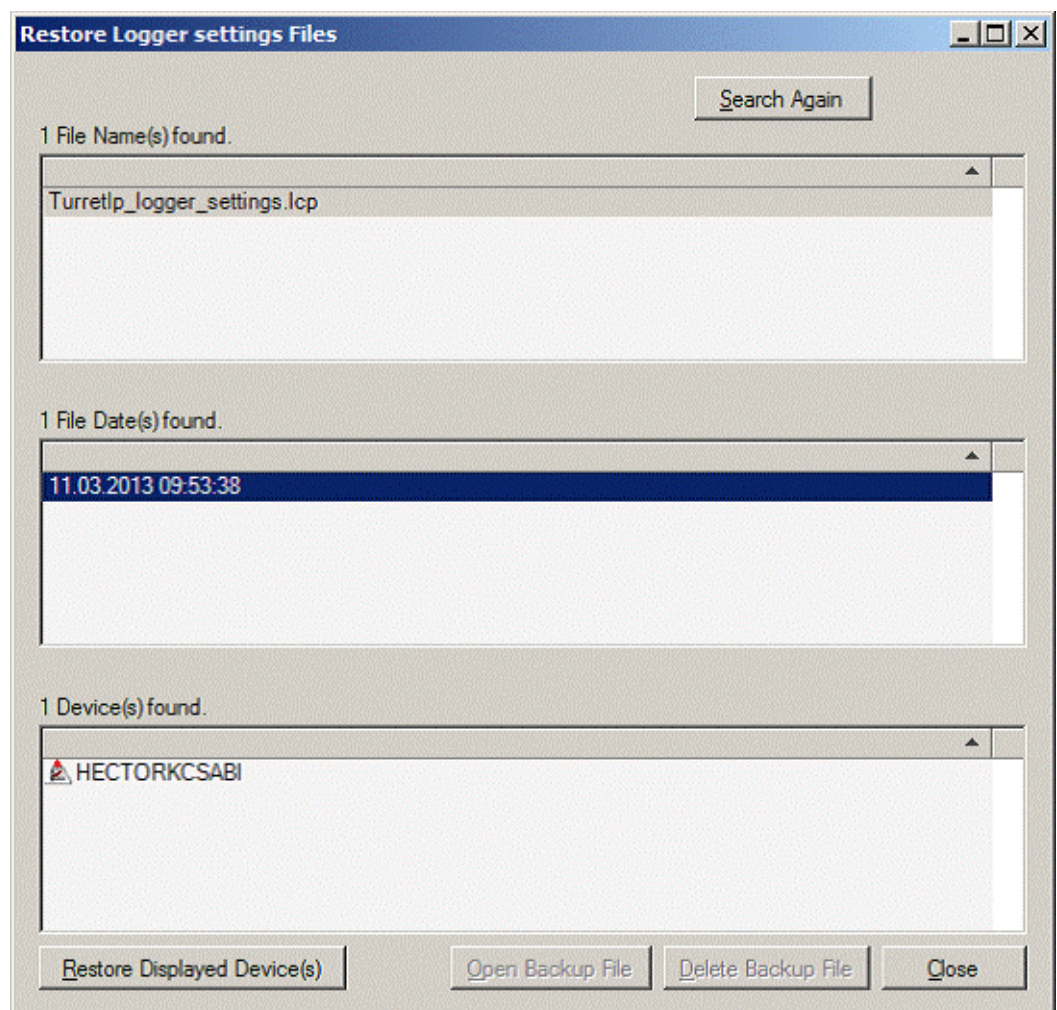 Restore Logger settings Files
Search Again
1 File Name(s) found.
TurretIp_logger_settings.lcp
1 File Date(s) found.
11.03.2013 09:53:38
1 Device(s) found.
HECTORKCSABI
Restore Displayed Device(s) Open Backup File Delete Backup File Close